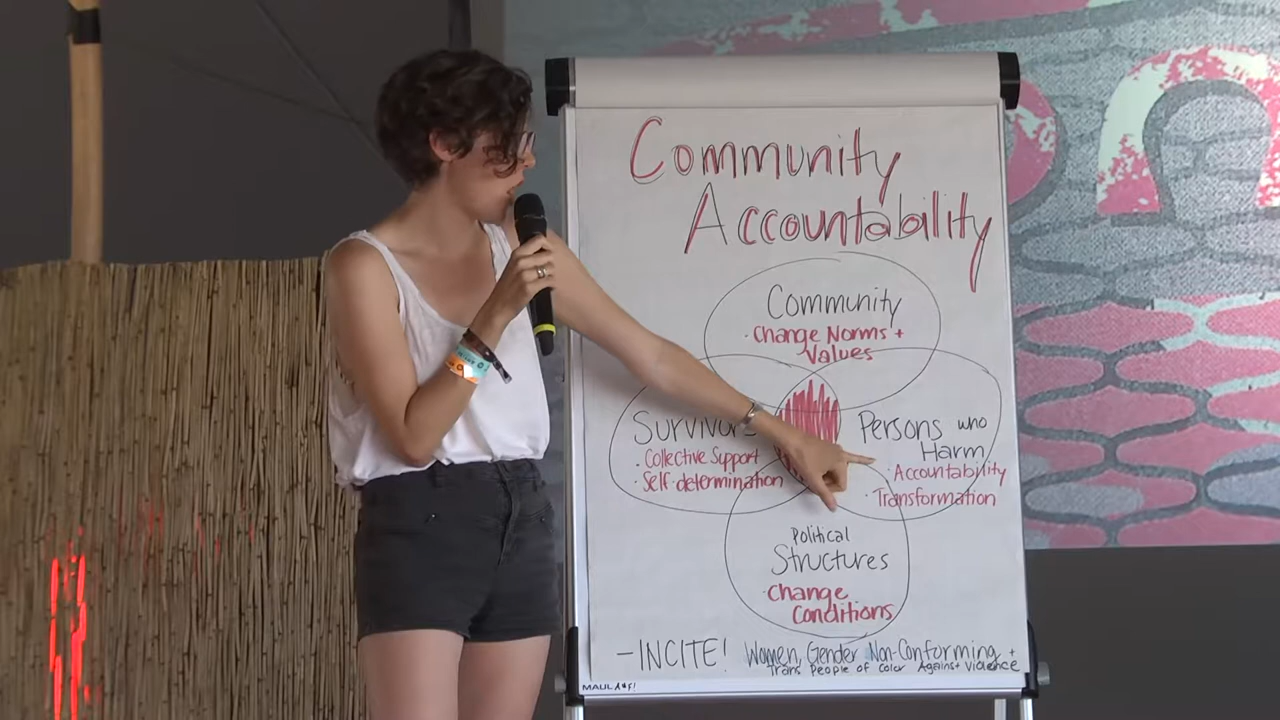 Community
Accountability
Community
· Change Norms +
Values
Survivors
· Collective Support
· Self determination
Persons who
Harm
· Accountability
· Transformation
Political
Structures
· Change
Conditions
- INCITE! Women, Gender Non-Conforming +
Trans People of Color Against Violence
MAUL